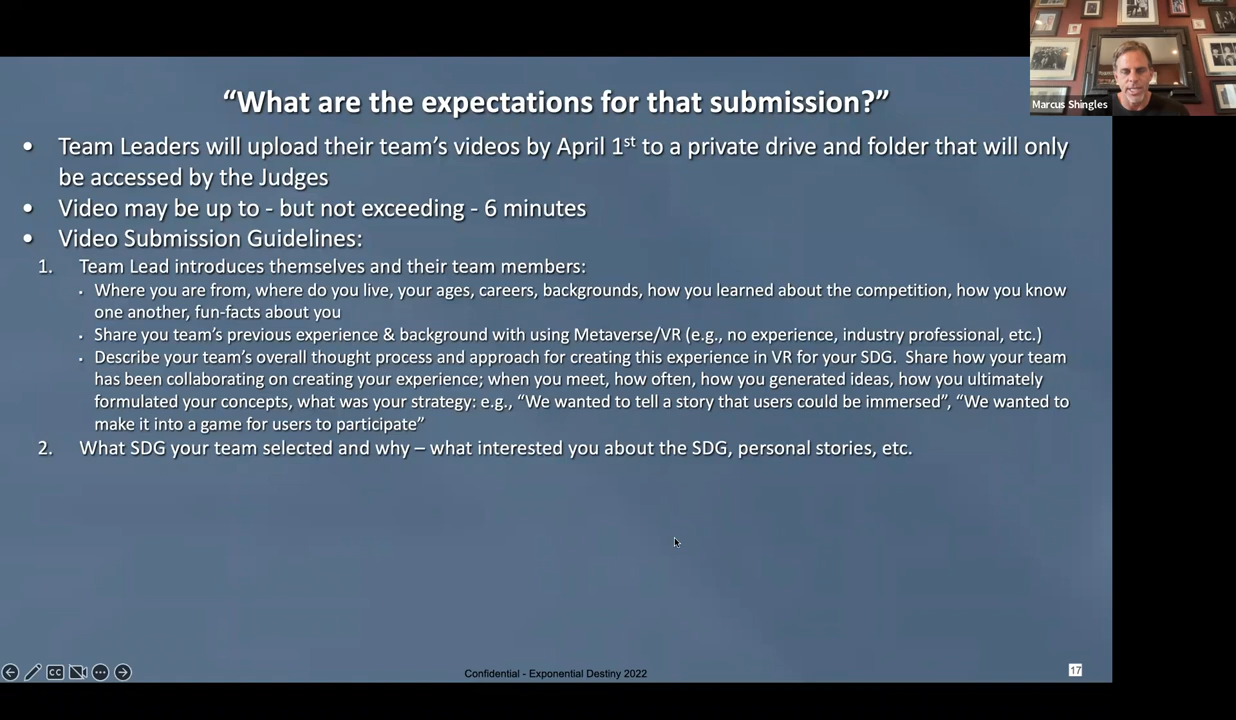 Marcus Shingles
“What are the expectations for that submission?”
• Team Leaders will upload their team’s videos by April 1st to a private drive and folder that will only
be accessed by the Judges
• Video may be up to - but not exceeding - 6 minutes
• Video Submission Guidelines:
1. Team Lead introduces themselves and their team members:
▪ Where you are from, where do you live, your ages, careers, backgrounds, how you learned about the competition, how you know
one another, fun-facts about you
▪ Share you team’s previous experience & background with using Metaverse/VR (e.g., no experience, industry professional, etc.)
▪ Describe your team’s overall thought process and approach for creating this experience in VR for your SDG.  Share how your team
has been collaborating on creating your experience; when you meet, how often, how you generated ideas, how you ultimately
formulated your concepts, what was your strategy: e.g., “We wanted to tell a story that users could be immersed”, “We wanted to
make it into a game for users to participate”
2. What SDG your team selected and why – what interested you about the SDG, personal stories, etc.
CC
Confidential - Exponential Destiny 2022
17